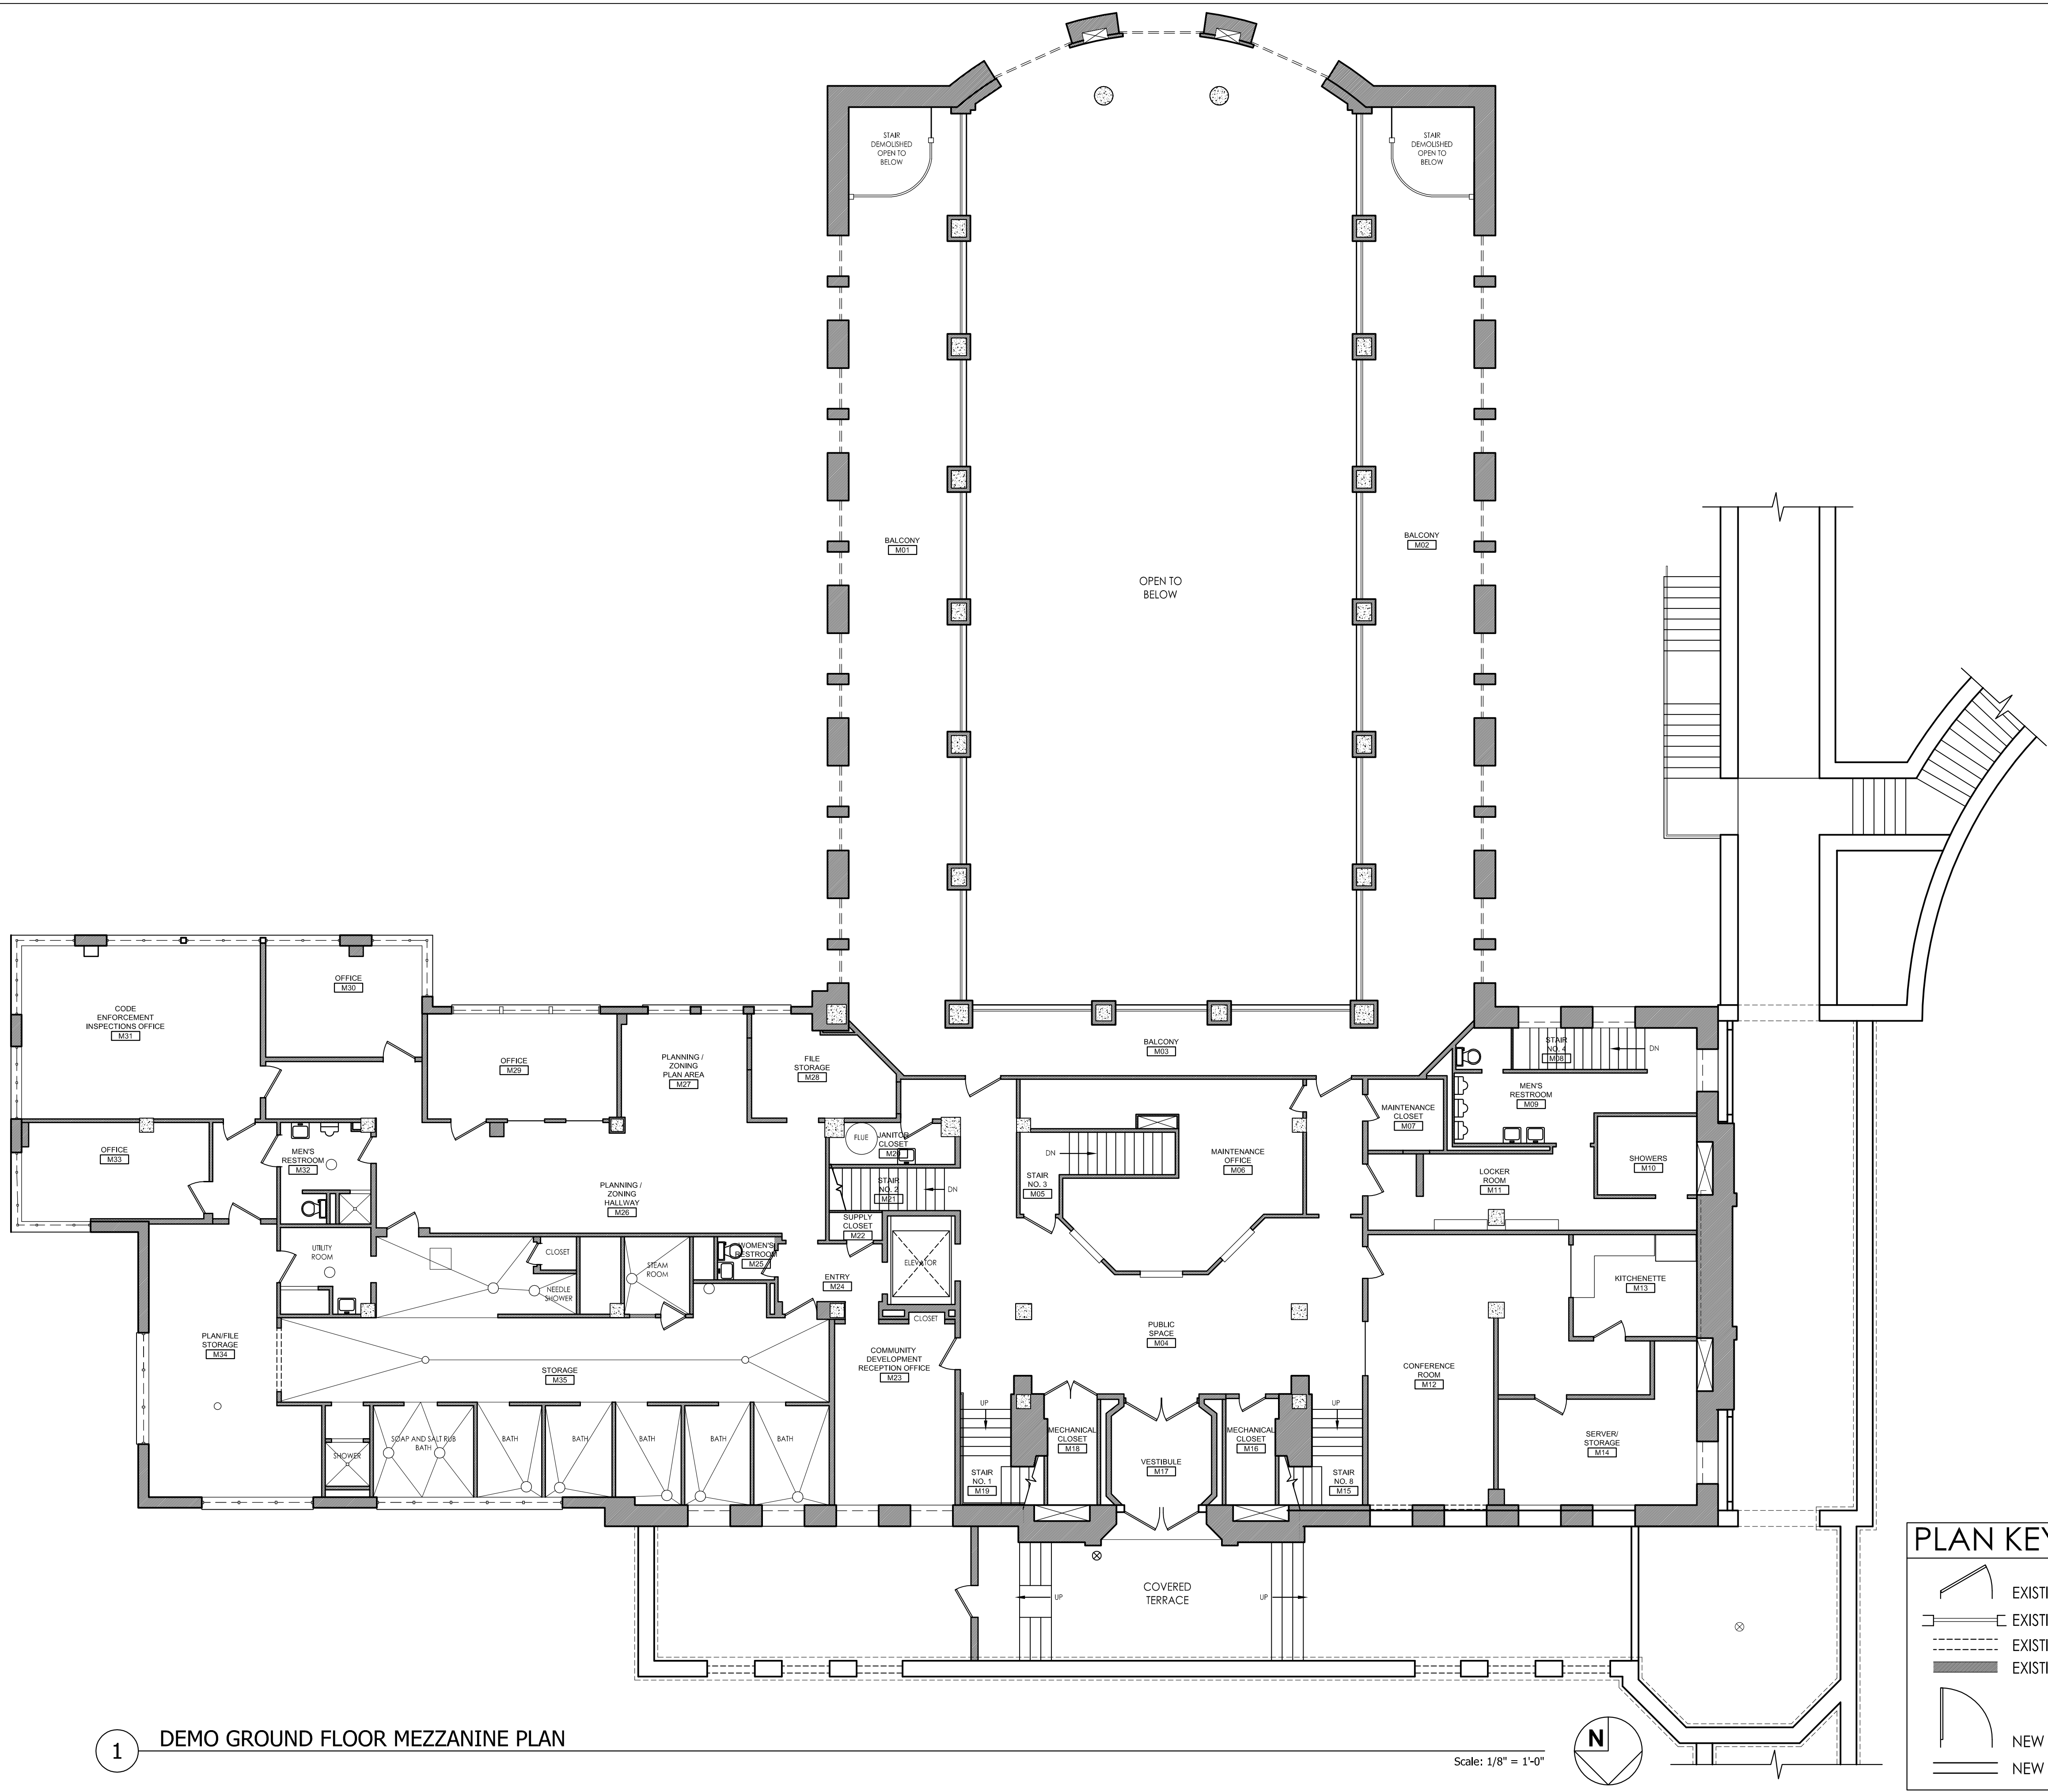 STAIR
DEMOLISHED
OPEN TO
BELOW
STAIR
DEMOLISHED
OPEN TO
BELOW
BALCONY
M01
BALCONY
M02
OPEN TO
BELOW
OFFICE
M30
CODE
ENFORCEMENT
INSPECTIONS OFFICE
M31
OFFICE
M29
PLANNING /
ZONING
PLAN AREA
M27
FILE
STORAGE
M28
BALCONY
M03
STAIR
NO. 4
M08
DN
MEN'S
RESTROOM
M09
MAINTENANCE
CLOSET
M07
OFFICE
M33
MEN'S
RESTROOM
M32
FLUE
JANITOR
CLOSET
M20
DN
MAINTENANCE
OFFICE
M06
SHOWERS
M10
STAIR
NO. 3
M05
LOCKER
ROOM
M11
PLANNING /
ZONING
HALLWAY
M26
STAIR
NO. 2
M21
DN
SUPPLY
CLOSET
M22
UTILITY
ROOM
CLOSET
STEAM
ROOM
WOMEN'S
RESTROOM
M25
ELEVATOR
ENTRY
M24
KITCHENETTE
M13
NEEDLE
SHOWER
CLOSET
PLAN/FILE
STORAGE
M34
PUBLIC
SPACE
M04
STORAGE
M35
COMMUNITY
DEVELOPMENT
RECEPTION OFFICE
M23
CONFERENCE
ROOM
M12
UP
UP
SHOWER
SOAP AND SALT RUB
BATH
BATH
BATH
BATH
BATH
BATH
MECHANICAL
CLOSET
M18
MECHANICAL
CLOSET
M16
SERVER/
STORAGE
M14
VESTIBULE
M17
STAIR
NO. 1
M19
STAIR
NO. 8
M15
COVERED
TERRACE
UP
UP
PLAN KEY
EXISTI
EXISTI
EXISTI
EXISTI
NEW
NEW
1
DEMO GROUND FLOOR MEZZANINE PLAN
Scale: 1/8" = 1'-0"
N